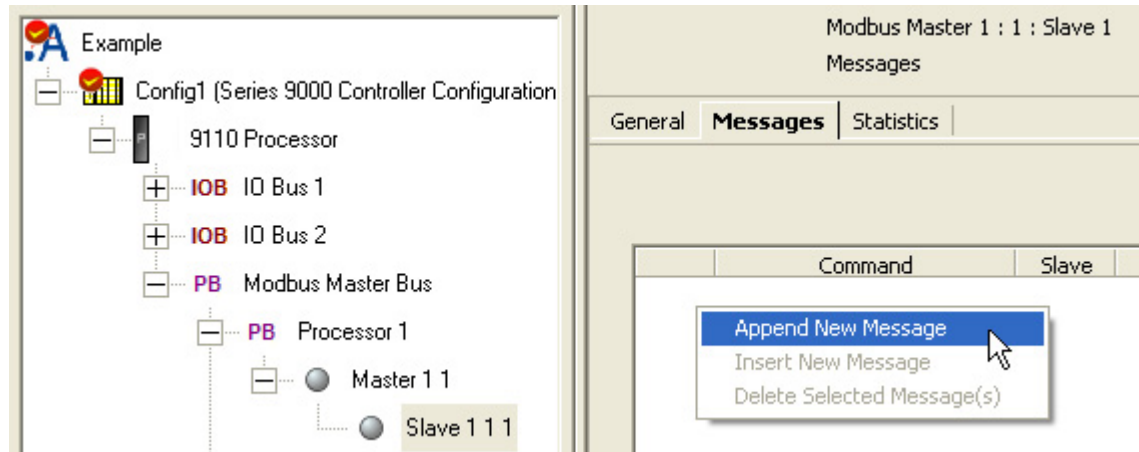 Example
Config1 (Series 9000 Controller Configuration
P
9110 Processor
IOB IO Bus 1
IOB IO Bus 2
PB Modbus Master Bus
PB Processor 1
Master 1 1
Slave 1 1 1
Modbus Master 1 : 1 : Slave 1
Messages
General Messages Statistics
Command Slave
Append New Message
Insert New Message
Delete Selected Message(s)